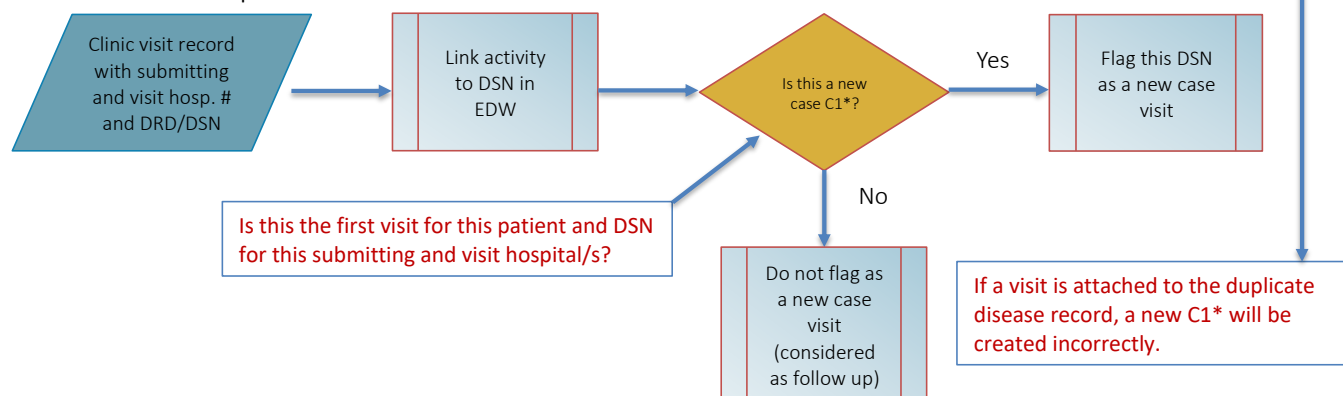 Clinic visit record
with submitting
and visit hosp. #
and DRD/DSN
Link activity
to DSN in
EDW
Is this a new
case C1*?
Yes
Flag this DSN
as a new case
visit
No
Is this the first visit for this patient and DSN
for this submitting and visit hospital/s?
Do not flag as
a new case
visit
(considered
as follow up)
If a visit is attached to the duplicate
disease record, a new C1* will be
created incorrectly.